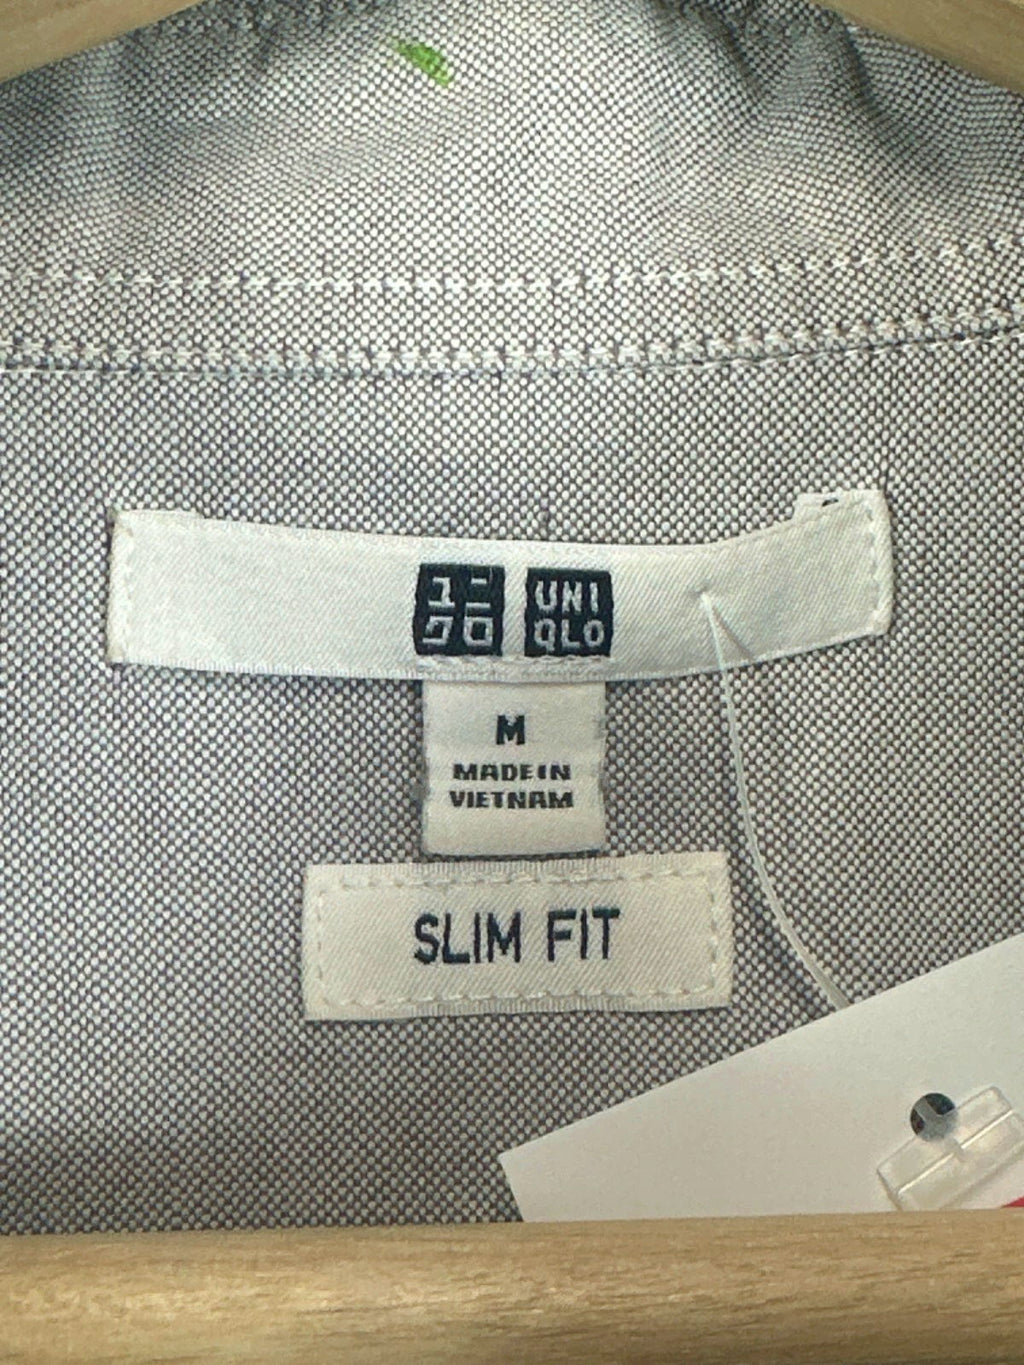 ユニ
クロ
UNI
QLO
M
MADE IN
VIETNAM
SLIM FIT